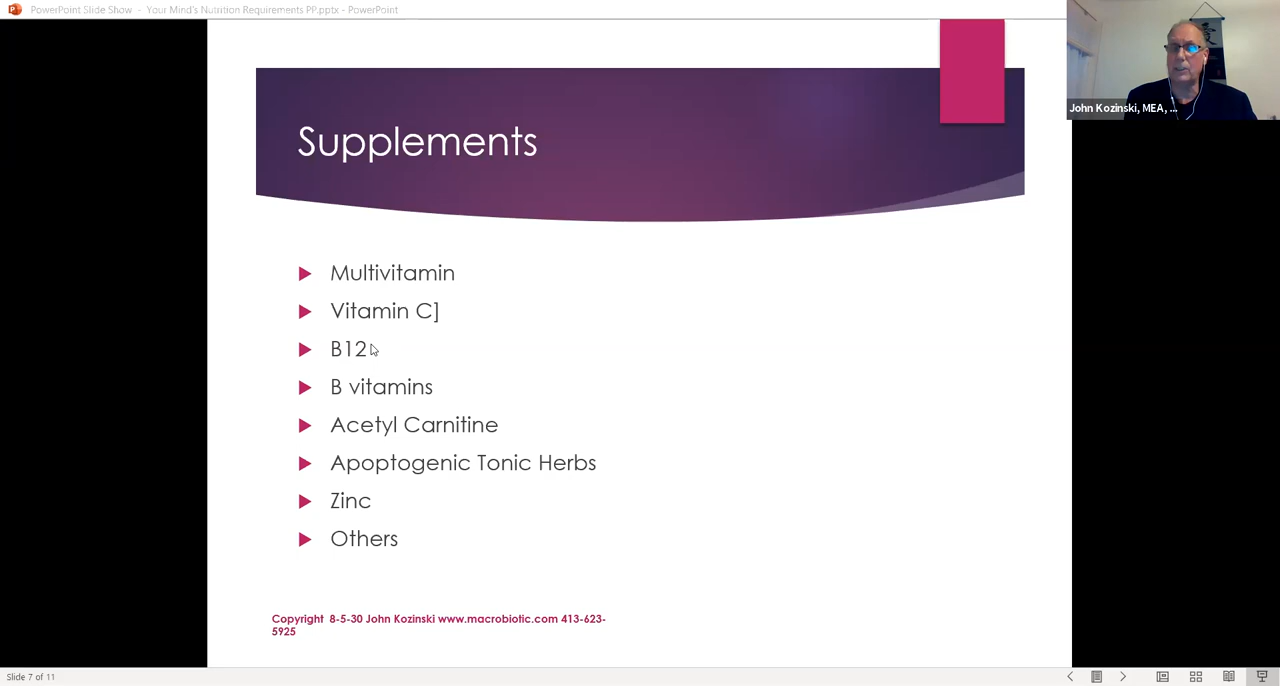 PowerPoint Slide Show - Your Mind's Nutrition Requirements PP.pptx - PowerPoint
John Kozinski, MEA, ...
Supplements
Multivitamin
Vitamin C]
B12
B vitamins
Acetyl Carnitine
Apoptogenic Tonic Herbs
Zinc
Others
Copyright 8-5-30 John Kozinski www.macrobiotic.com 413-623-
5925
Slide 7 of 11